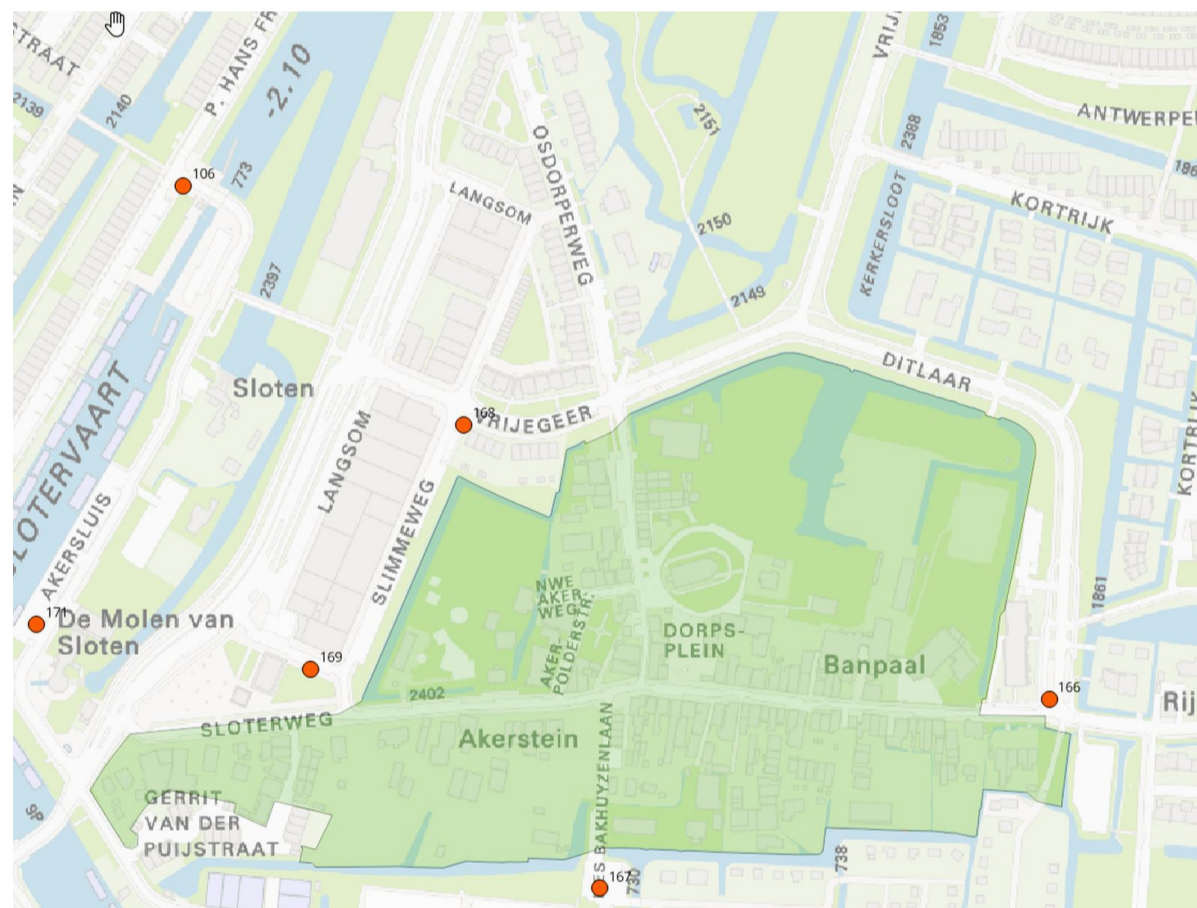 STRAAT
2139
2140
P. HANS FR
-2.10
773
106
2397
LANGSOM
OSDORPERWEG
2151
2150
2149
VRIJ
1853
2388
ANTWERPE
186
KORTRIJK
KERKERSLOOT
DITLAAR
KORTRIJK
Sloten
168
VRIJEGEER
LANGSOM
SLIMMEWEG
SLOTERVAART
AKERSLUIS
171
De Molen van
Sloten
169
NWE
AKER
WEG
AKER
POLDERSTR.
DORPS-
PLEIN
Banpaal
1861
166
Rij
2402
SLOTERWEG
Akerstein
GERRIT
VAN DER
PUIJSTRAAT
ES BAKHUYZENLAAN
167
730
738